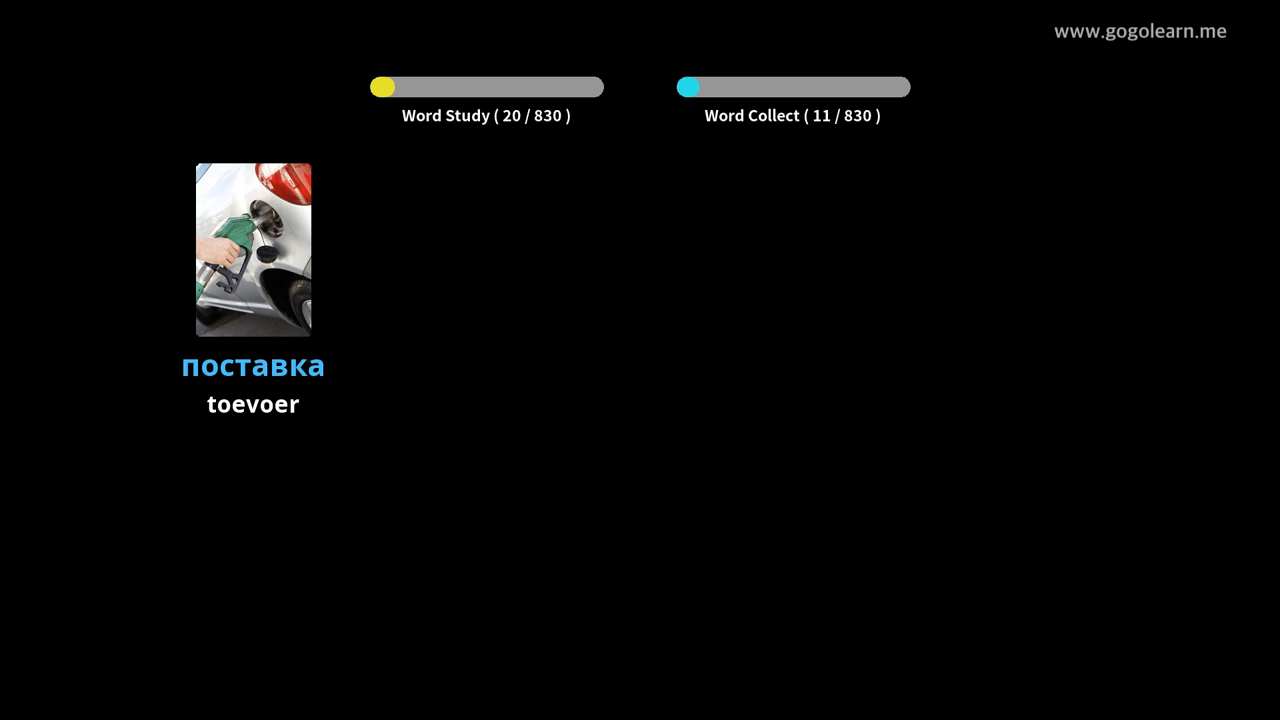 www.gogolearn.me
Word Study ( 20 / 830 )
Word Collect ( 11 / 830 )
поставка
toevoer